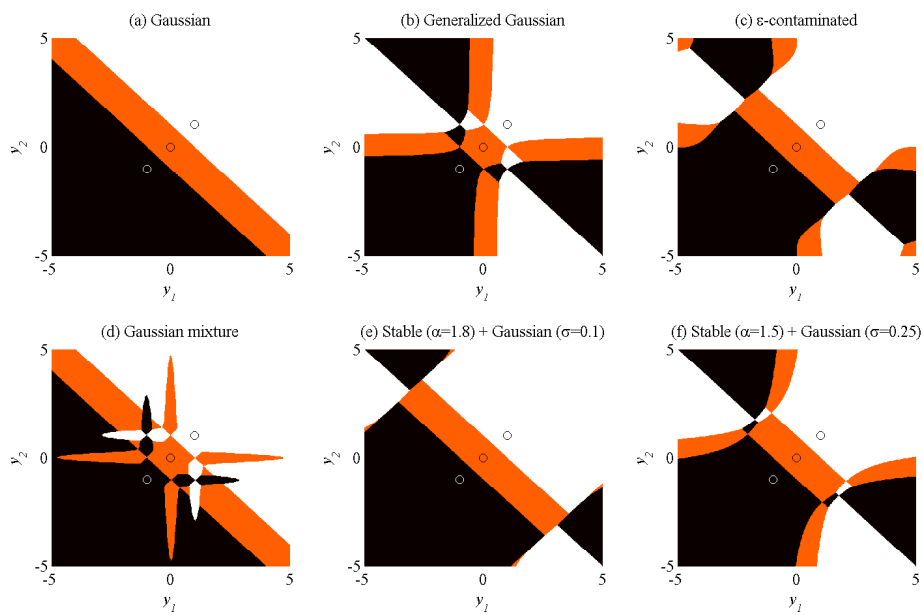 (a) Gaussian
(b) Generalized Gaussian
(c) ε-contaminated
5
0
-5
y2
-5
0
5
y1
5
0
-5
y2
-5
0
5
y1
5
0
-5
y2
-5
0
5
y1
(d) Gaussian mixture
(e) Stable (α=1.8) + Gaussian (σ=0.1)
(f) Stable (α=1.5) + Gaussian (σ=0.25)
5
0
-5
y2
-5
0
5
y1
5
0
-5
y2
-5
0
5
y1
5
0
-5
y2
-5
0
5
y1